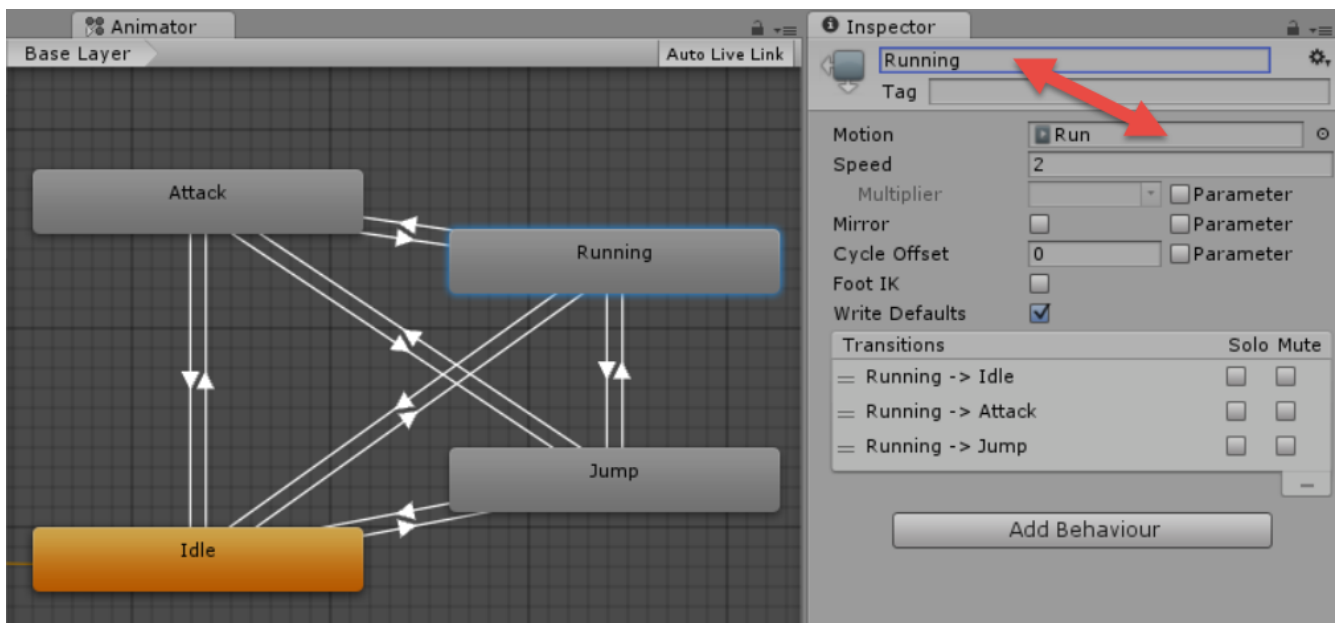 Animator
Base Layer
Auto Live Link
Attack
Running
Jump
Idle
Inspector
Running
Tag
Motion Run
Speed 2
Multiplier Parameter
Mirror Parameter
Cycle Offset 0 Parameter
Foot IK
Write Defaults
Transitions Solo Mute
= Running -> Idle
= Running -> Attack
= Running -> Jump
Add Behaviour